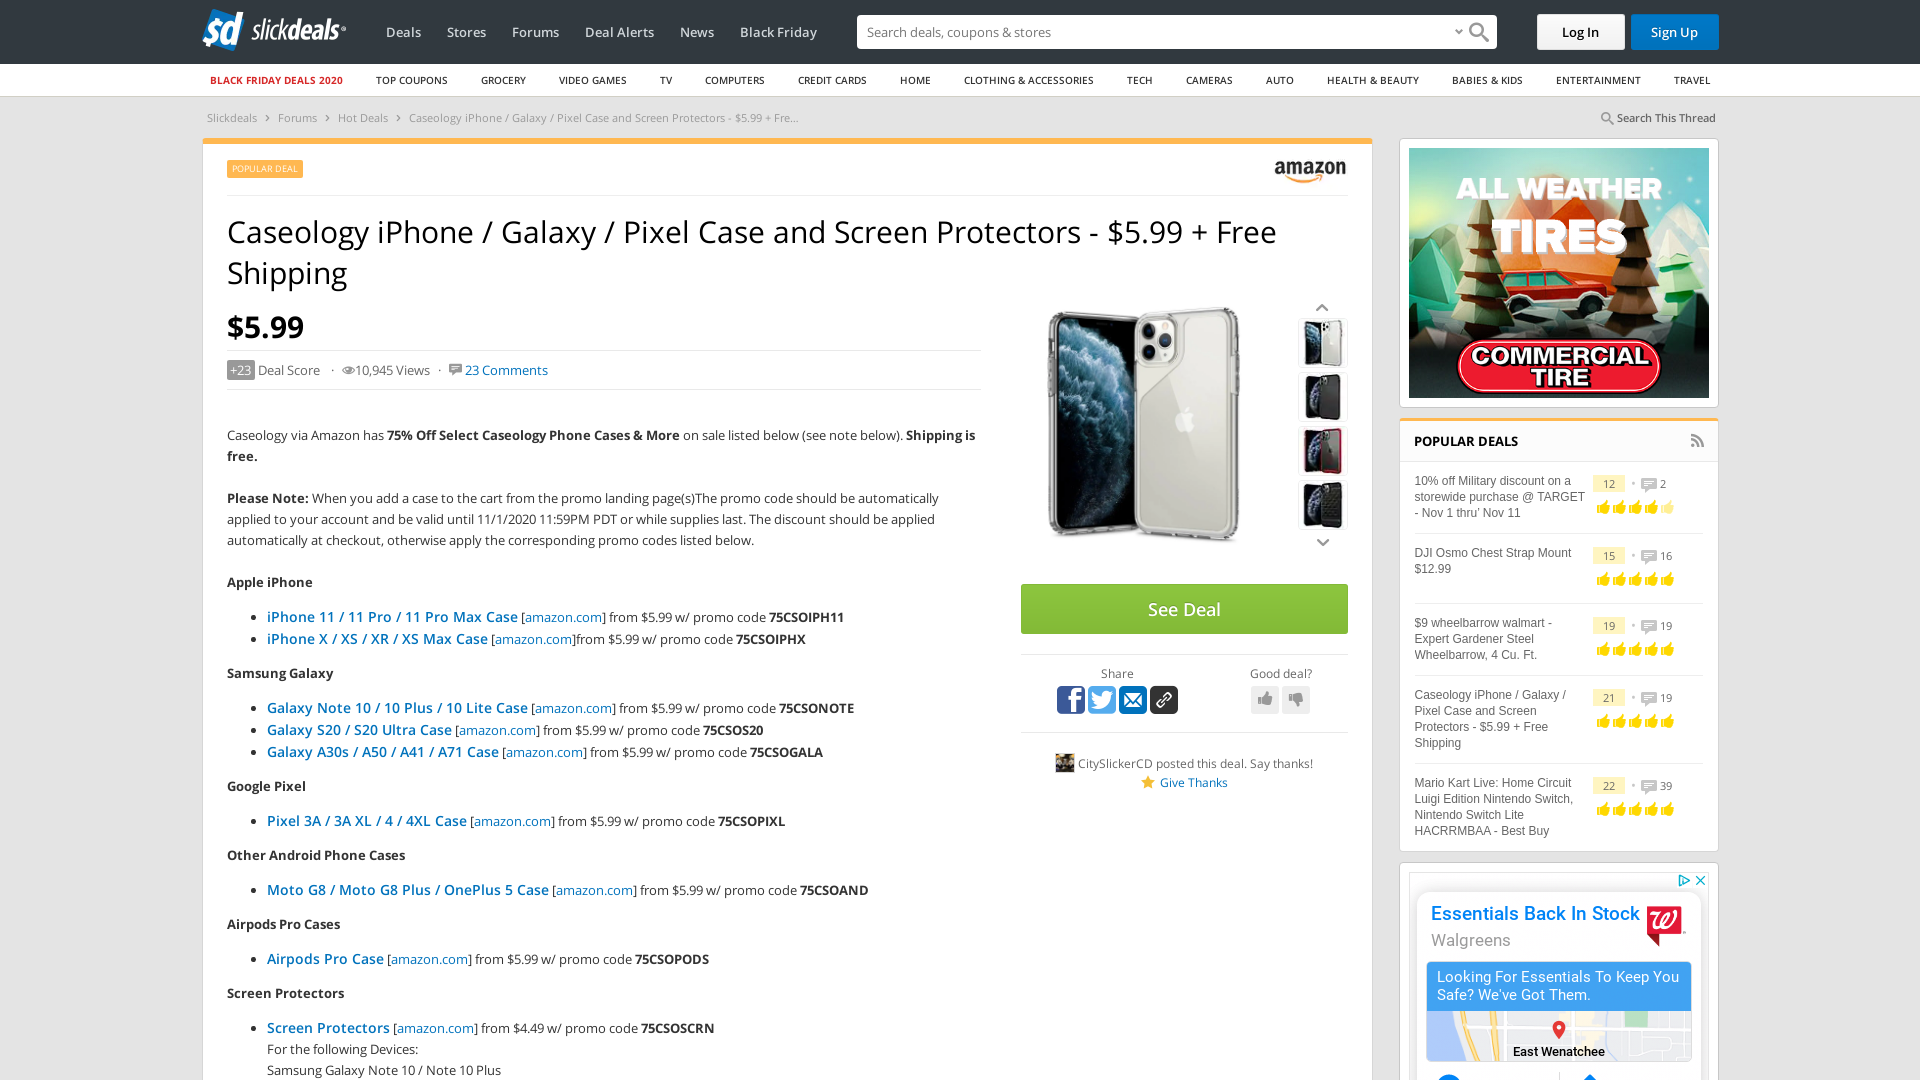 slickdeals
Deals Stores Forums Deal Alerts News Black Friday
Search deals, coupons & stores
Log In Sign Up
BLACK FRIDAY DEALS 2020 TOP COUPONS GROCERY VIDEO GAMES TV COMPUTERS CREDIT CARDS HOME CLOTHING & ACCESSORIES TECH CAMERAS AUTO HEALTH & BEAUTY BABIES & KIDS ENTERTAINMENT TRAVEL
Slickdeals › Forums › Hot Deals › Caseology iPhone / Galaxy / Pixel Case and Screen Protectors - $5.99 + Fre...
Search This Thread
POPULAR DEAL
amazon
Caseology iPhone / Galaxy / Pixel Case and Screen Protectors - $5.99 + Free
Shipping
$5.99
+23 Deal Score · 10,945 Views · 23 Comments
Caseology via Amazon has 75% Off Select Caseology Phone Cases & More on sale listed below (see note below). Shipping is
free.
Please Note: When you add a case to the cart from the promo landing page(s)The promo code should be automatically
applied to your account and be valid until 11/1/2020 11:59PM PDT or while supplies last. The discount should be applied
automatically at checkout, otherwise apply the corresponding promo codes listed below.
Apple iPhone
• iPhone 11 / 11 Pro / 11 Pro Max Case [amazon.com] from $5.99 w/ promo code 75CSOIPH11
• iPhone X / XS / XR / XS Max Case [amazon.com]from $5.99 w/ promo code 75CSOIPHX
Samsung Galaxy
• Galaxy Note 10 / 10 Plus / 10 Lite Case [amazon.com] from $5.99 w/ promo code 75CSONOTE
• Galaxy S20 / S20 Ultra Case [amazon.com] from $5.99 w/ promo code 75CSOS20
• Galaxy A30s / A50 / A41 / A71 Case [amazon.com] from $5.99 w/ promo code 75CSOGALA
Google Pixel
• Pixel 3A / 3A XL / 4 / 4XL Case [amazon.com] from $5.99 w/ promo code 75CSOPIXL
Other Android Phone Cases
• Moto G8 / Moto G8 Plus / OnePlus 5 Case [amazon.com] from $5.99 w/ promo code 75CSOAND
Airpods Pro Cases
• Airpods Pro Case [amazon.com] from $5.99 w/ promo code 75CSOPODS
Screen Protectors
• Screen Protectors [amazon.com] from $4.49 w/ promo code 75CSOSCRN
For the following Devices:
Samsung Galaxy Note 10 / Note 10 Plus
See Deal
Share
Good deal?
CitySlickerCD posted this deal. Say thanks!
Give Thanks
ALL WEATHER
TIRES
COMMERCIAL
TIRE
POPULAR DEALS
10% off Military discount on a
storewide purchase @ TARGET
- Nov 1 thru' Nov 11
12 • 2
DJI Osmo Chest Strap Mount
$12.99
15 • 16
$9 wheelbarrow walmart -
Expert Gardener Steel
Wheelbarrow, 4 Cu. Ft.
19 • 19
Caseology iPhone / Galaxy /
Pixel Case and Screen
Protectors - $5.99 + Free
Shipping
21 • 19
Mario Kart Live: Home Circuit
Luigi Edition Nintendo Switch,
Nintendo Switch Lite
HACRRMBAA - Best Buy
22 • 39
Essentials Back In Stock
Walgreens
Looking For Essentials To Keep You
Safe? We've Got Them.
East Wenatchee